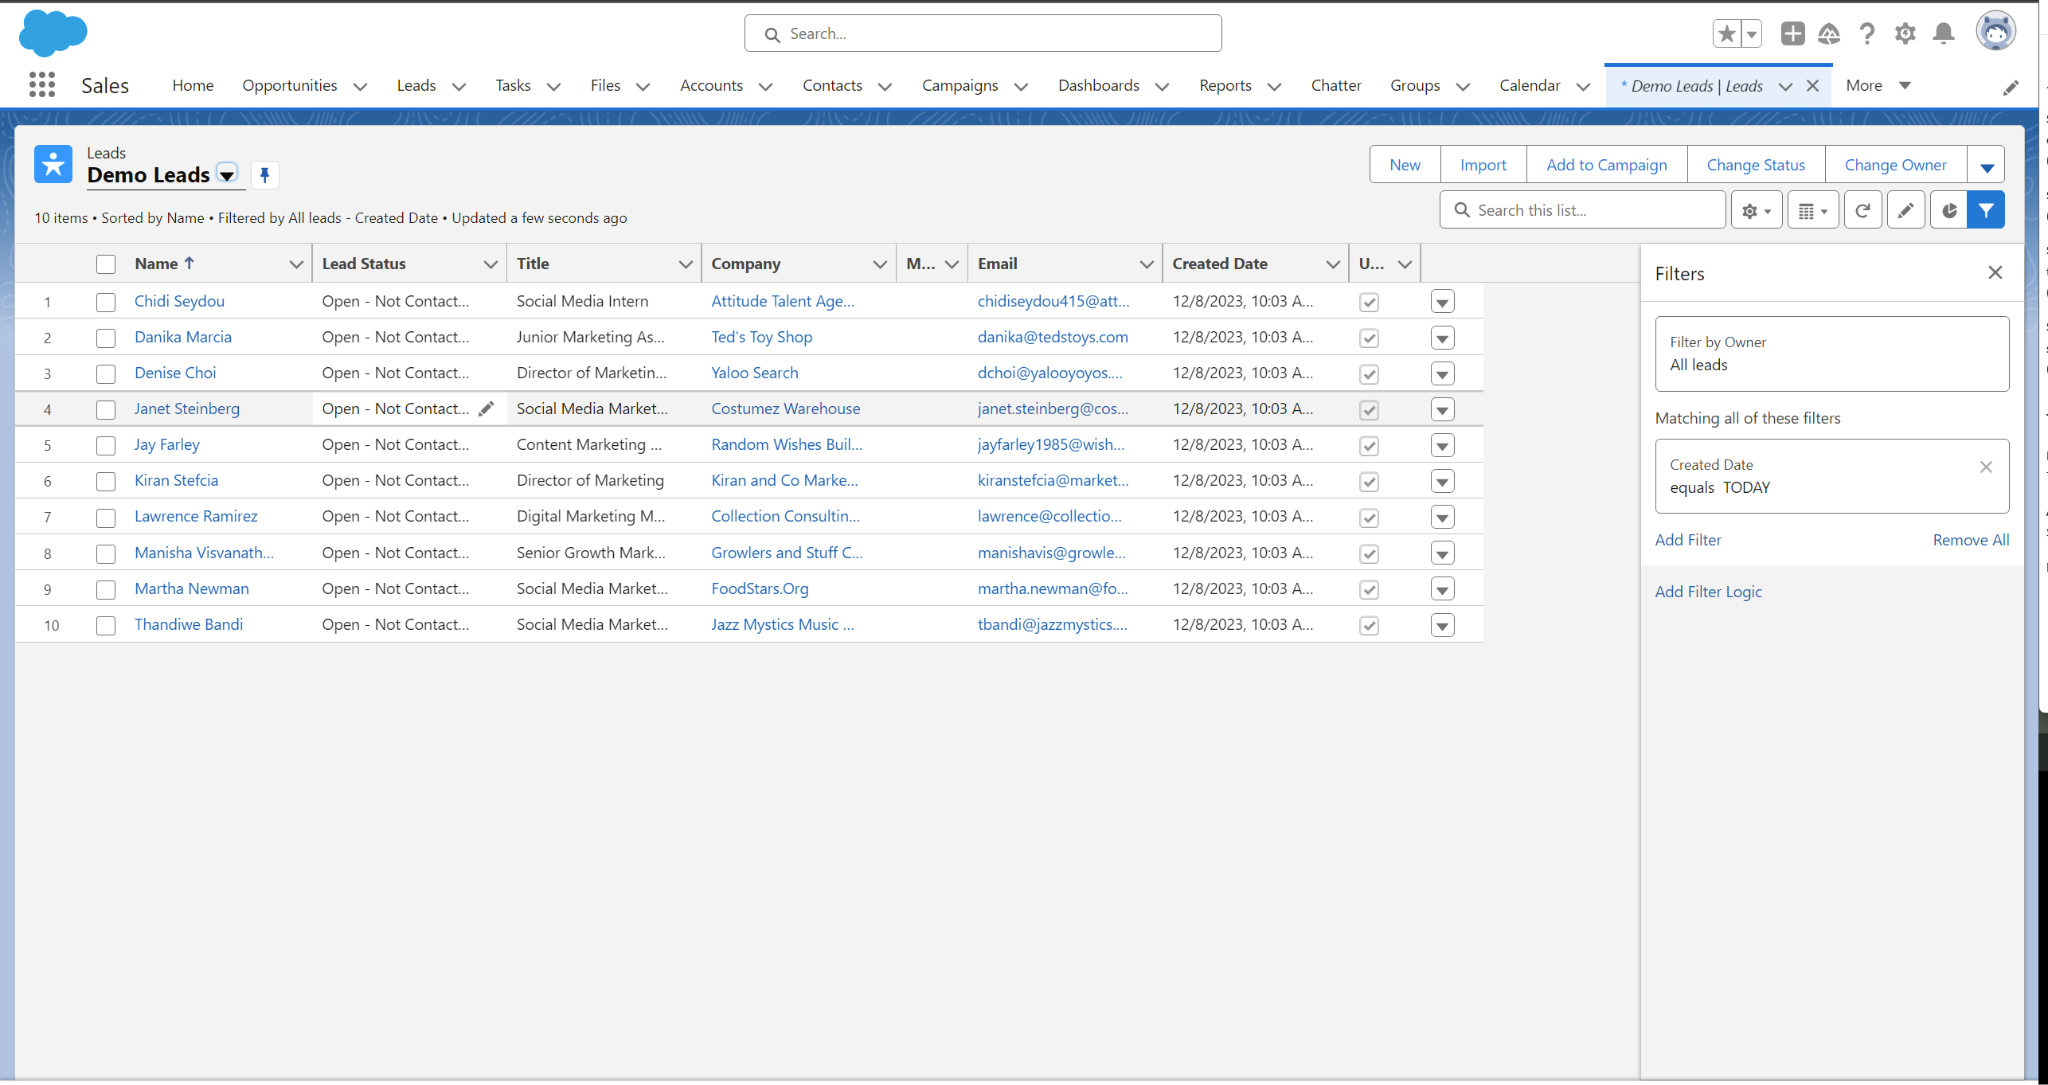 Search...
Sales Home Opportunities Leads Tasks Files Accounts Contacts Campaigns Dashboards Reports Chatter Groups Calendar * Demo Leads | Leads More
Leads
Demo Leads
New Import Add to Campaign Change Status Change Owner
10 items • Sorted by Name • Filtered by All leads - Created Date • Updated a few seconds ago
Search this list...
Name ↑ Lead Status Title Company M... Email Created Date U...
1 Chidi Seydou Open - Not Contact... Social Media Intern Attitude Talent Age... chidiseydou415@att... 12/8/2023, 10:03 A...
2 Danika Marcia Open - Not Contact... Junior Marketing As... Ted's Toy Shop danika@tedstoys.com 12/8/2023, 10:03 A...
3 Denise Choi Open - Not Contact... Director of Marketin... Yaloo Search dchoi@yalooyoyos.... 12/8/2023, 10:03 A...
4 Janet Steinberg Open - Not Contact... Social Media Market... Costumez Warehouse janet.steinberg@cos... 12/8/2023, 10:03 A...
5 Jay Farley Open - Not Contact... Content Marketing ... Random Wishes Buil... jayfarley1985@wish... 12/8/2023, 10:03 A...
6 Kiran Stefcia Open - Not Contact... Director of Marketing Kiran and Co Marke... kiranstefcia@market... 12/8/2023, 10:03 A...
7 Lawrence Ramirez Open - Not Contact... Digital Marketing M... Collection Consultin... lawrence@collectio... 12/8/2023, 10:03 A...
8 Manisha Visvanath... Open - Not Contact... Senior Growth Mark... Growlers and Stuff C... manishavis@growle... 12/8/2023, 10:03 A...
9 Martha Newman Open - Not Contact... Social Media Market... FoodStars.Org martha.newman@fo... 12/8/2023, 10:03 A...
10 Thandiwe Bandi Open - Not Contact... Social Media Market... Jazz Mystics Music ... tbandi@jazzmystics.... 12/8/2023, 10:03 A...
Filters
Filter by Owner
All leads
Matching all of these filters
Created Date
equals TODAY
Add Filter Remove All
Add Filter Logic